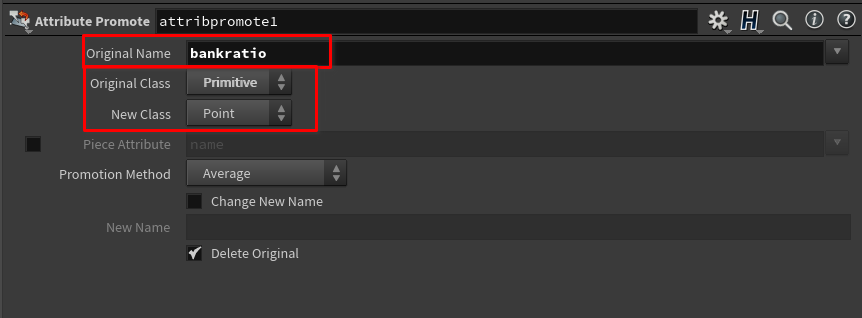 Attribute Promote attribpromote1
Original Name bankratio
Original Class Primitive
New Class Point
Piece Attribute name
Promotion Method Average
Change New Name
New Name
Delete Original